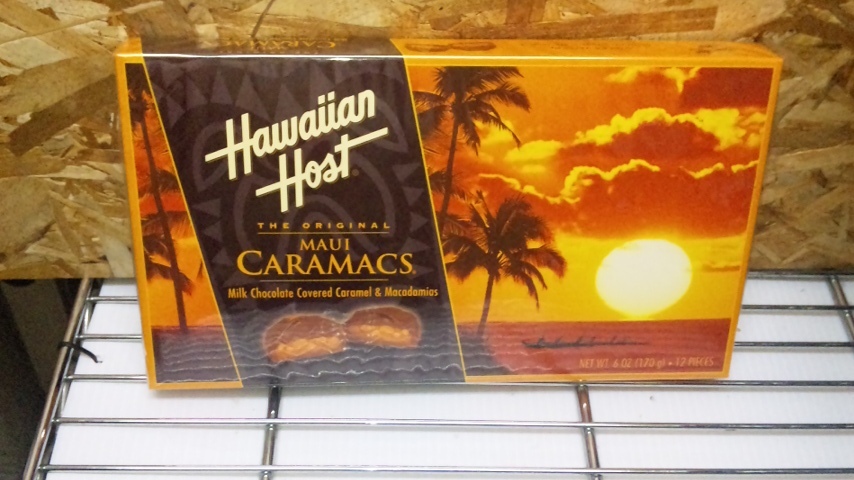 Hawaiian
Host®
THE ORIGINAL
MAUI
CARAMACS®
Milk Chocolate Covered Caramel & Macadamias
NET WT. 6 OZ (170 g) • 12 PIECES